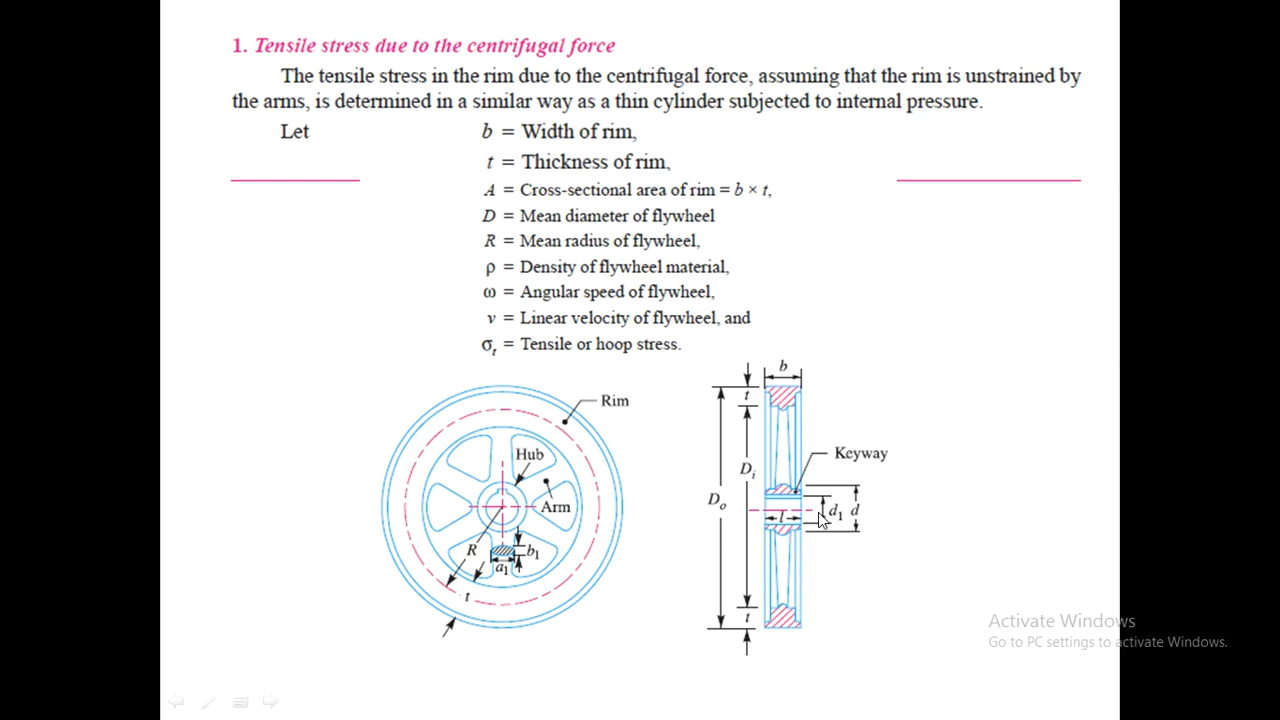 1. Tensile stress due to the centrifugal force
The tensile stress in the rim due to the centrifugal force, assuming that the rim is unstrained by
the arms, is determined in a similar way as a thin cylinder subjected to internal pressure.
Let b = Width of rim,
t = Thickness of rim,
A = Cross-sectional area of rim = b × t,
D = Mean diameter of flywheel
R = Mean radius of flywheel,
ρ = Density of flywheel material,
ω = Angular speed of flywheel,
v = Linear velocity of flywheel, and
σt = Tensile or hoop stress.
Rim
Hub
Arm
R
b1
a1
t
b
t
Di
Keyway
Do
l
d1 d
t
Activate Windows
Go to PC settings to activate Windows.